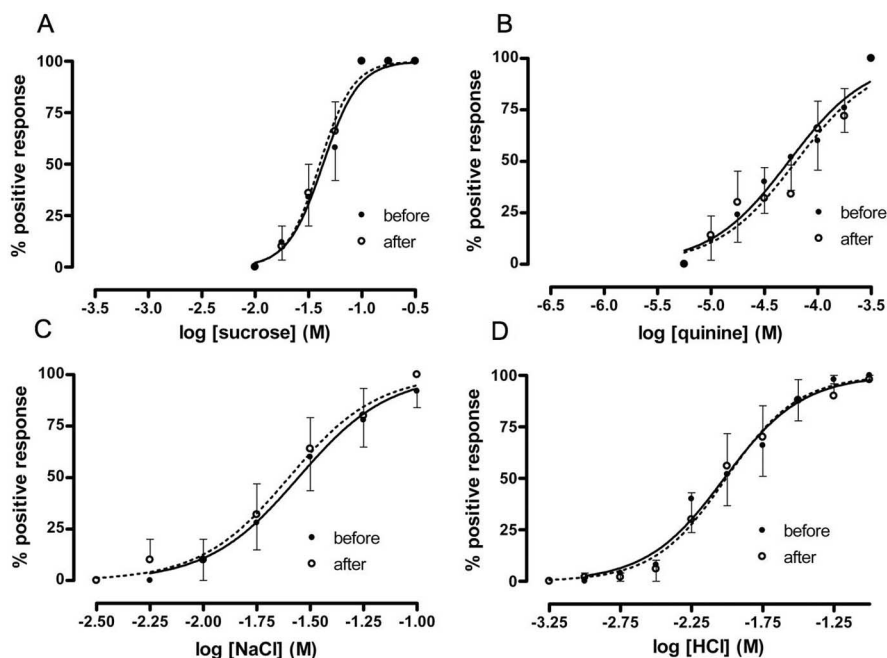 A
% positive response
100
75
50
25
0
before
after
-3.5 -3.0 -2.5 -2.0 -1.5 -1.0 -0.5
log [sucrose] (M)
B
% positive response
100
75
50
25
0
before
after
-6.5 -6.0 -5.5 -5.0 -4.5 -4.0 -3.5
log [quinine] (M)
C
% positive response
100
75
50
25
0
before
after
-2.50 -2.25 -2.00 -1.75 -1.50 -1.25 -1.00
log [NaCl] (M)
D
% positive response
100
75
50
25
0
before
after
-3.25 -2.75 -2.25 -1.75 -1.25
log [HCl] (M)